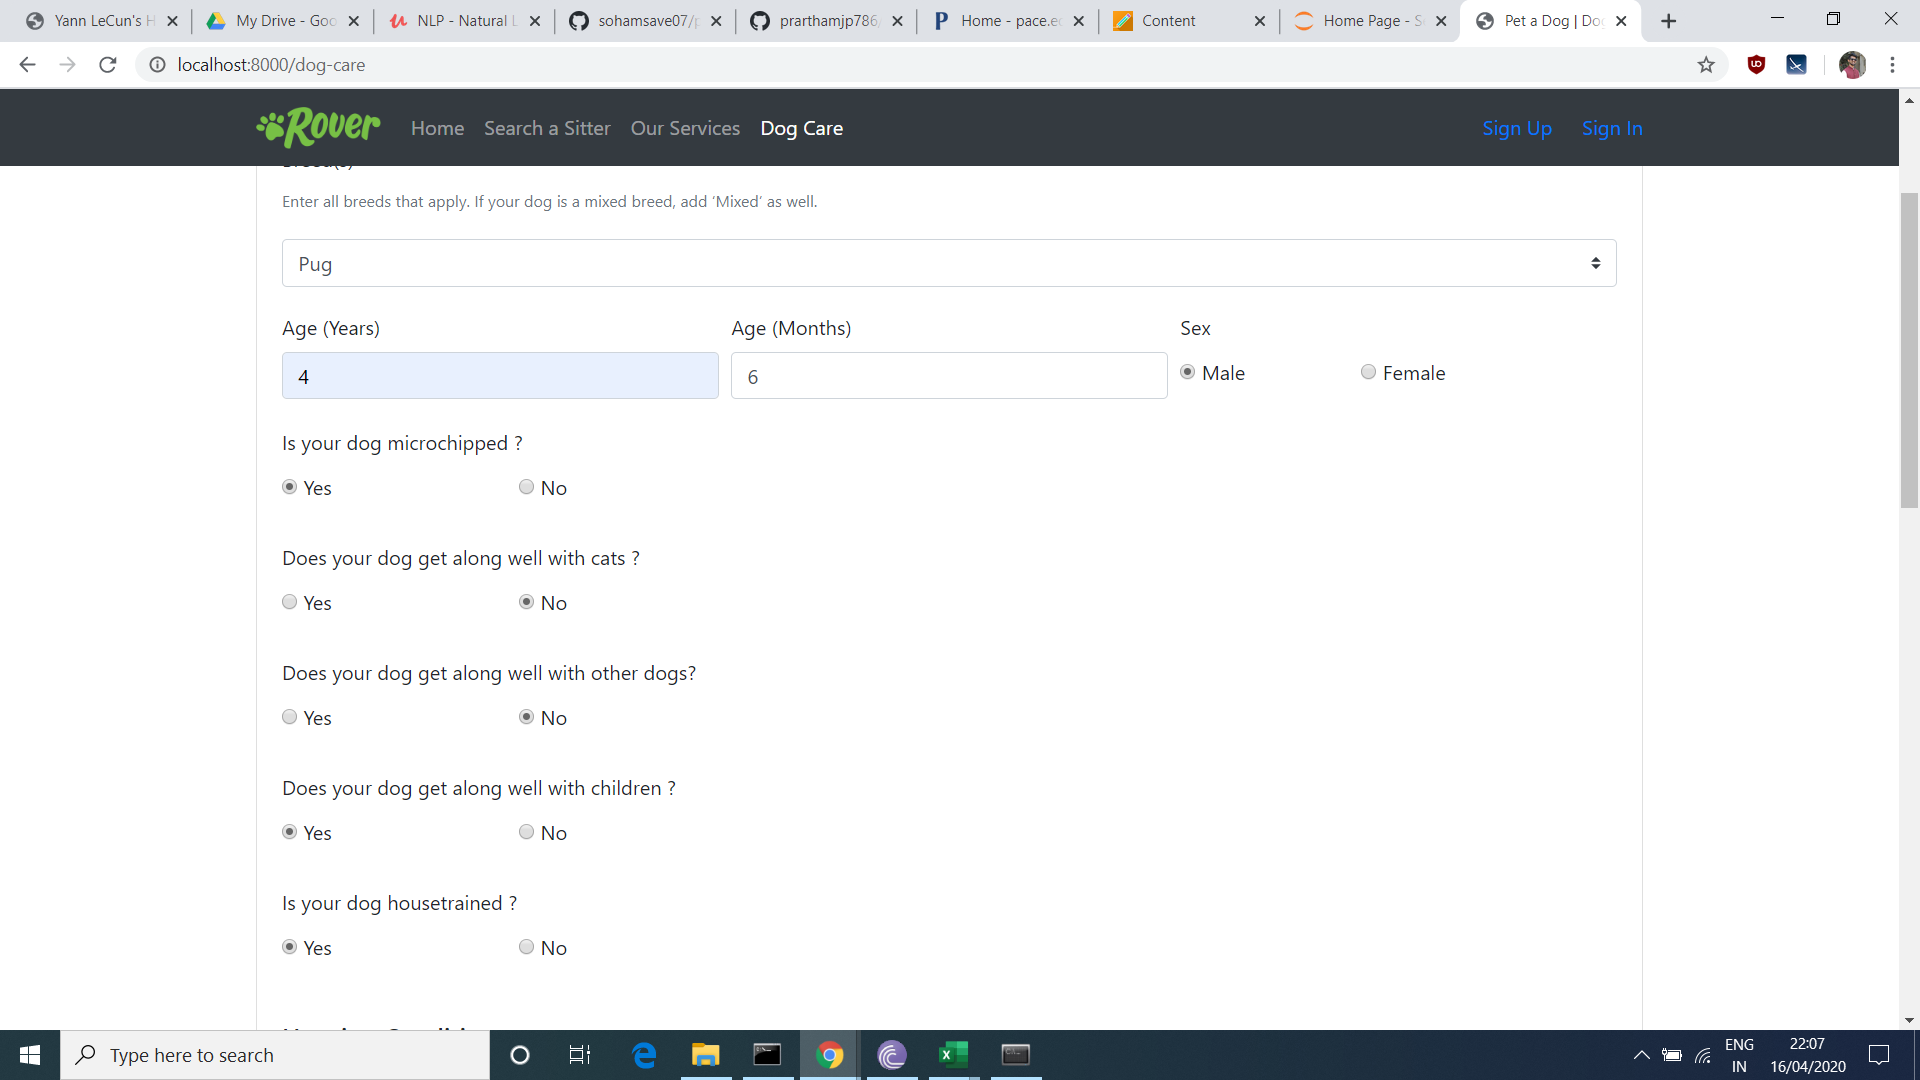 Yann LeCun's H
My Drive - Goo
NLP - Natural L
sohamsave07/p
prarthamjp786/
Home - pace.ec
Content
Home Page - S
Pet a Dog | Do
localhost:8000/dog-care
Rover Home Search a Sitter Our Services Dog Care Sign Up Sign In
Enter all breeds that apply. If your dog is a mixed breed, add 'Mixed' as well.
Pug
Age (Years) Age (Months) Sex
4 6 Male Female
Is your dog microchipped ?
Yes No
Does your dog get along well with cats ?
Yes No
Does your dog get along well with other dogs?
Yes No
Does your dog get along well with children ?
Yes No
Is your dog housetrained ?
Yes No
Type here to search
ENG
IN
22:07
16/04/2020